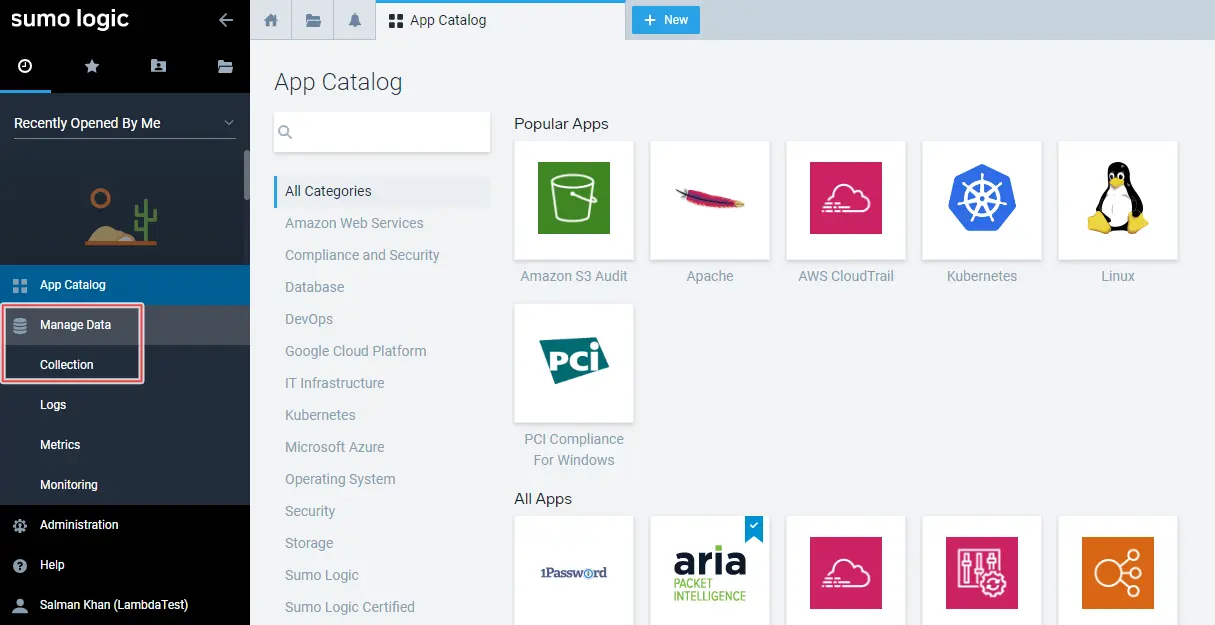 sumo logic
Recently Opened By Me
App Catalog
Manage Data
Collection
Logs
Metrics
Monitoring
Administration
Help
Salman Khan (LambdaTest)
App Catalog
+ New
App Catalog
All Categories
Amazon Web Services
Compliance and Security
Database
DevOps
Google Cloud Platform
IT Infrastructure
Kubernetes
Microsoft Azure
Operating System
Security
Storage
Sumo Logic
Sumo Logic Certified
Popular Apps
Amazon S3 Audit
Apache
AWS CloudTrail
Kubernetes
Linux
PCi
PCI Compliance
For Windows
All Apps
1Password
aria
PACKET
INTELLIGENCE